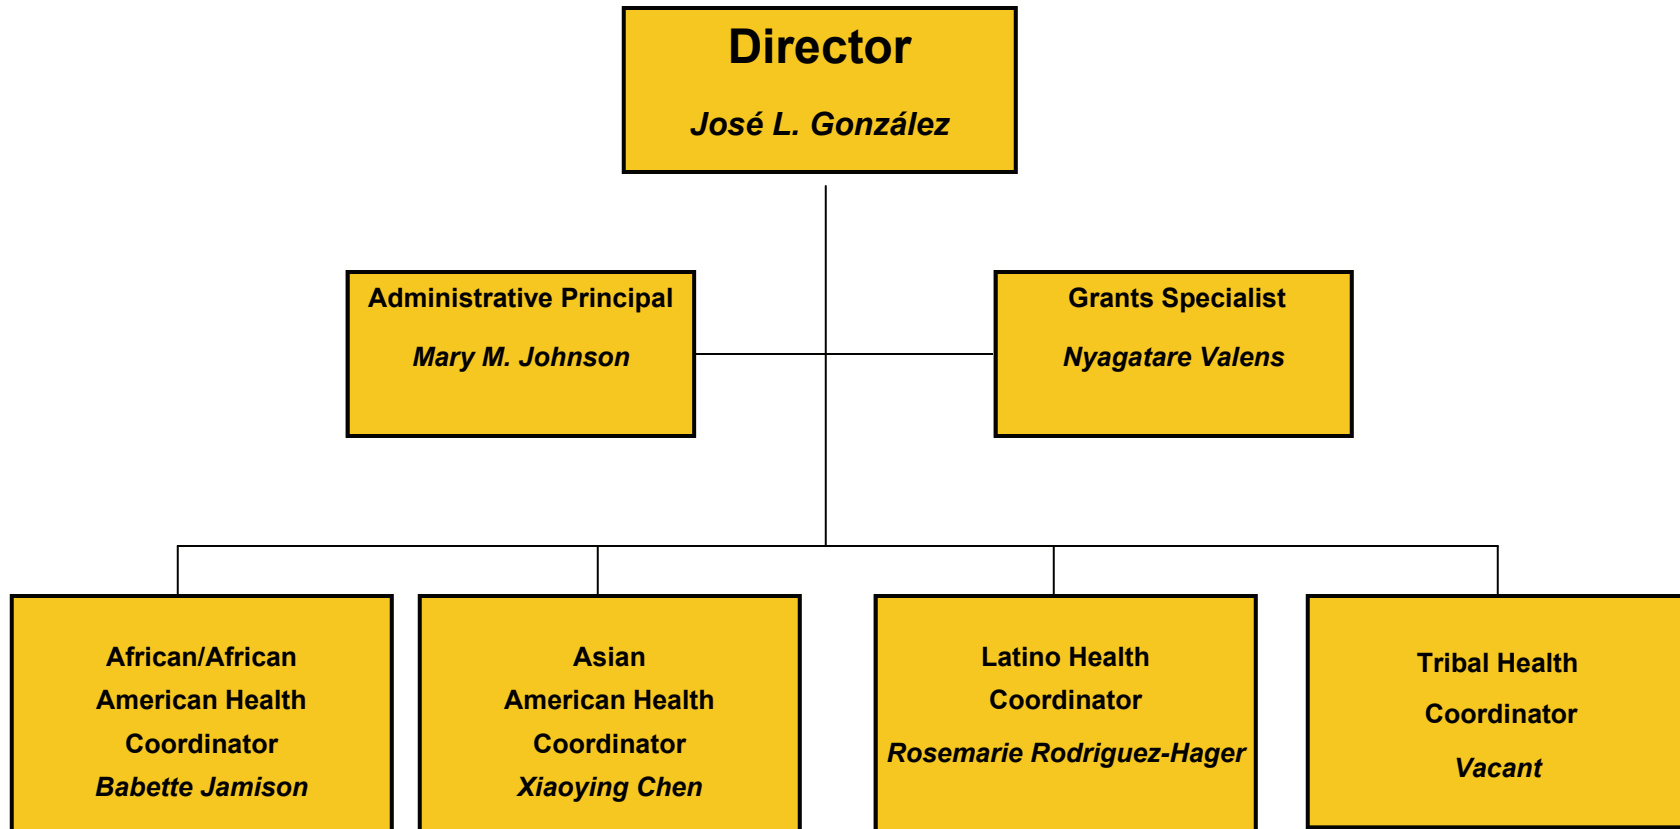 Director
José L. González
Administrative Principal
Mary M. Johnson
Grants Specialist
Nyagatare Valens
African/African
American Health
Coordinator
Babette Jamison
Asian
American Health
Coordinator
Xiaoying Chen
Latino Health
Coordinator
Rosemarie Rodriguez-Hager
Tribal Health
Coordinator
Vacant